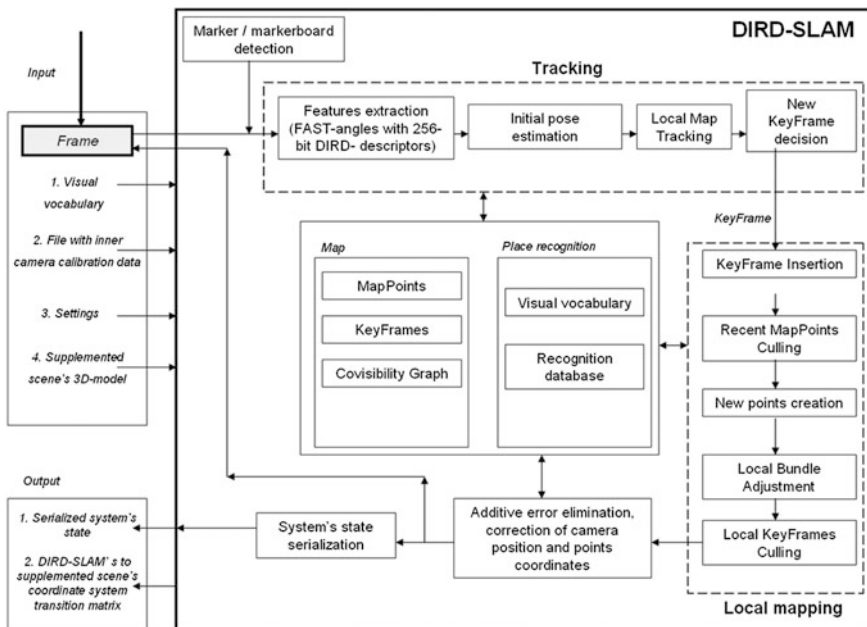 DIRD-SLAM
Marker / markerboard
detection
Input
Tracking
Frame
Features extraction
(FAST-angles with 256-
bit DIRD- descriptors)
Initial pose
estimation
Local Map
Tracking
New
KeyFrame
decision
1. Visual
vocabulary
2. File with inner
camera calibration data
3. Settings
4. Supplemented
scene's 3D-model
KeyFrame
Map
MapPoints
KeyFrames
Covisibility Graph
Place recognition
Visual vocabulary
Recognition
database
KeyFrame Insertion
Recent MapPoints
Culling
New points creation
Local Bundle
Adjustment
Local KeyFrames
Culling
Local mapping
Additive error elimination,
correction of camera
position and points
coordinates
System's state
serialization
Output
1. Serialized system's
state
2. DIRD-SLAM' s to
supplemented scene's
coordinate system
transition matrix